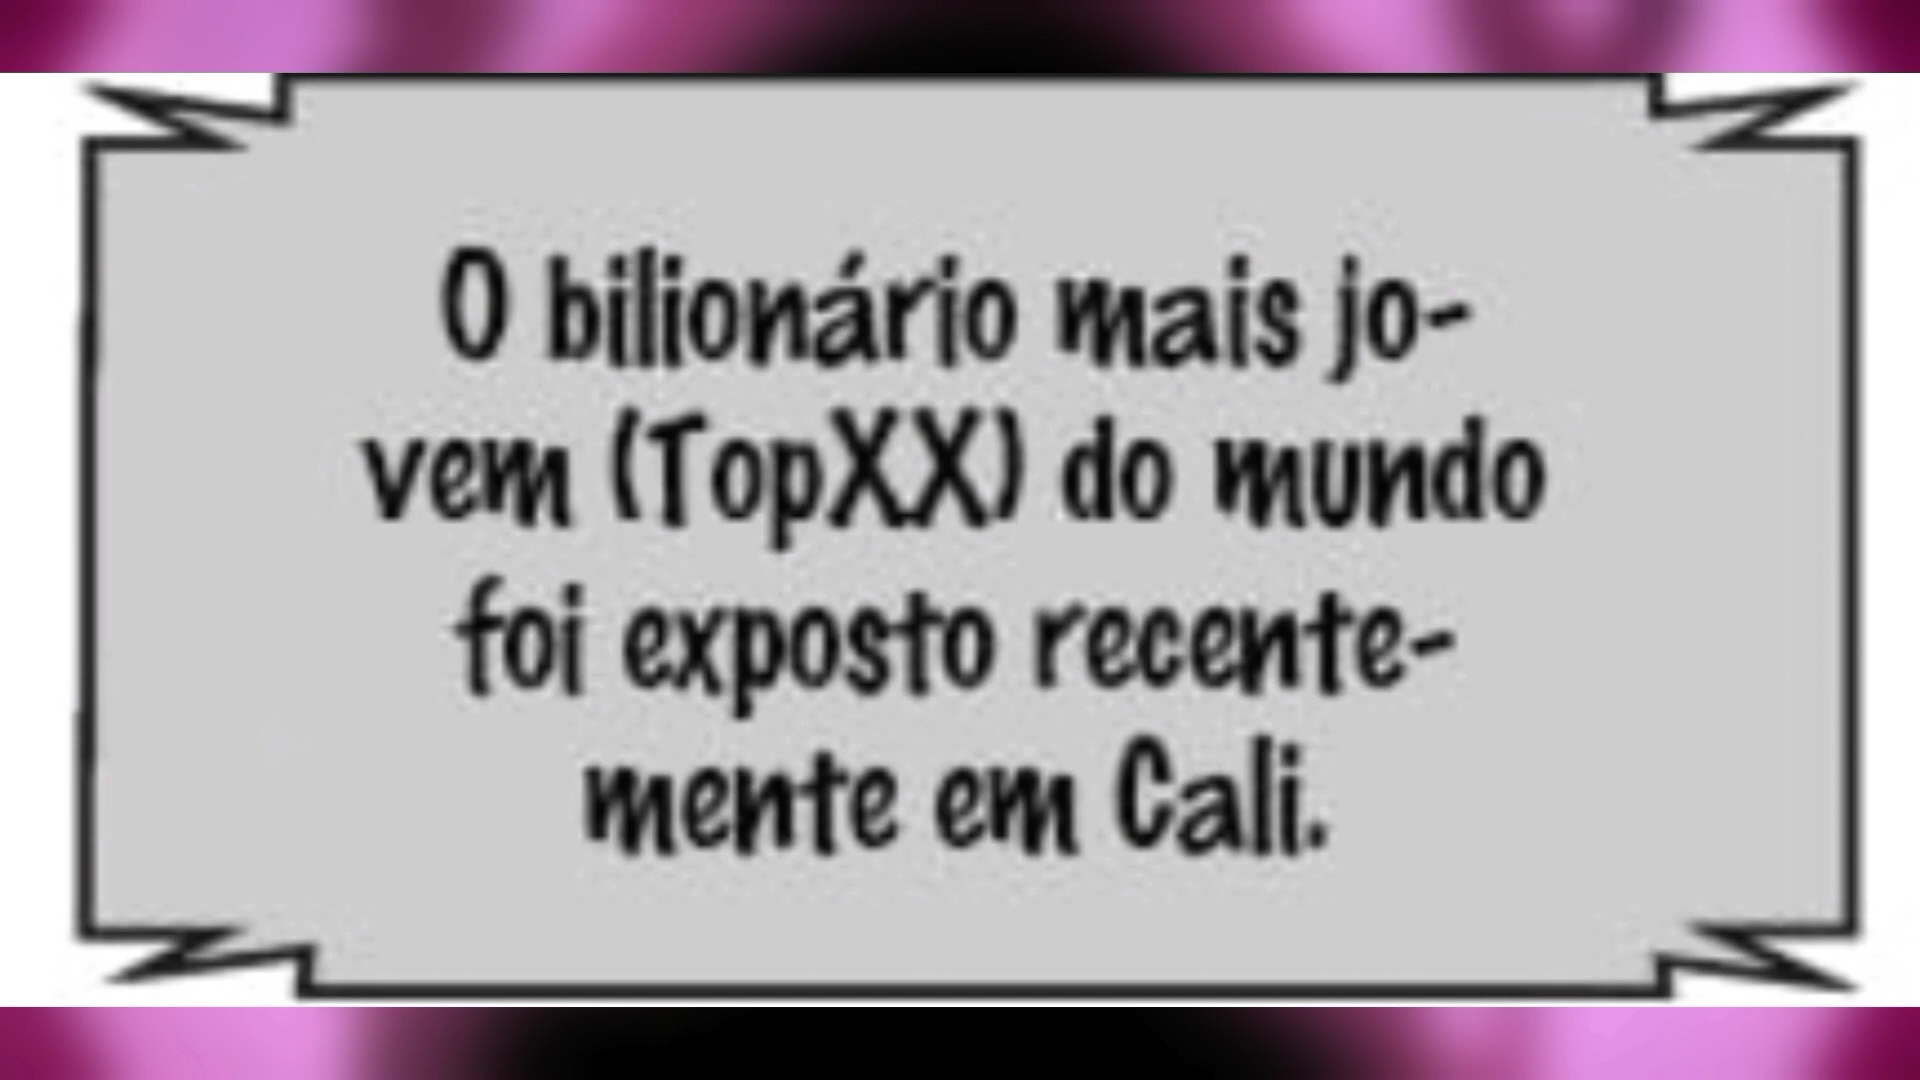 O bilionário mais jo-
vem (TopXX) do mundo
foi exposto recente-
mente em Cali.